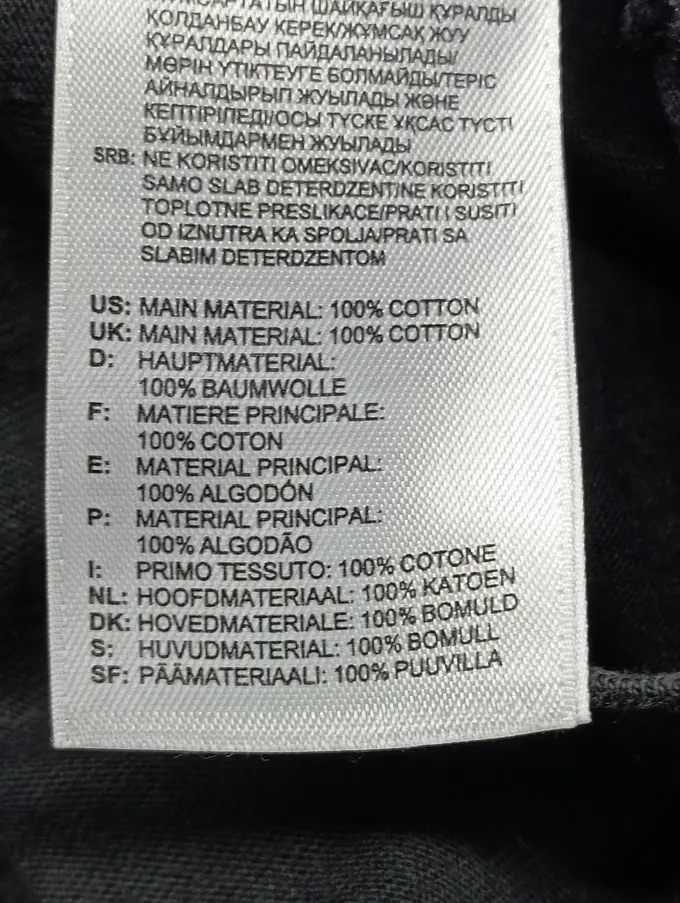 ШАЙҚАҒЫШ ҚҰРАЛДЫ
ҚОЛДАНБАУ КЕРЕК/ЖҰМСАҚ ЖУУ
ҚҰРАЛДАРЫ ПАЙДАЛАНЫЛАДЫ/
МӨРІН ҮТІКТЕУГЕ БОЛМАЙДЫ/ТЕРІС
АЙНАЛДЫРЫП ЖУЫЛАДЫ ЖӘНЕ
КЕПТІРІЛЕДІ/ОСЫ ТҮСКЕ ҰҚСАС ТҮСТІ
БҰЙЫМДАРМЕН ЖУЫЛАДЫ
SRB: NE KORISTITI OMEKSIVAC/KORISTITI
SAMO SLAB DETERDZENT/NE KORISTITI
TOPLOTNE PRESLIKACE/PRATI I SUSITI
OD IZNUTRA KA SPOLJA/PRATI SA
SLABIM DETERDZENTOM
US: MAIN MATERIAL: 100% COTTON
UK: MAIN MATERIAL: 100% COTTON
D: HAUPTMATERIAL:
100% BAUMWOLLE
F: MATIERE PRINCIPALE:
100% COTON
E: MATERIAL PRINCIPAL:
100% ALGODÓN
P: MATERIAL PRINCIPAL:
100% ALGODÃO
I: PRIMO TESSUTO: 100% COTONE
NL: HOOFDMATERIAAL: 100% KATOEN
DK: HOVEDMATERIALE: 100% BOMULD
S: HUVUDMATERIAL: 100% BOMULL
SF: PÄÄMATERIAALI: 100% PUUVILLA